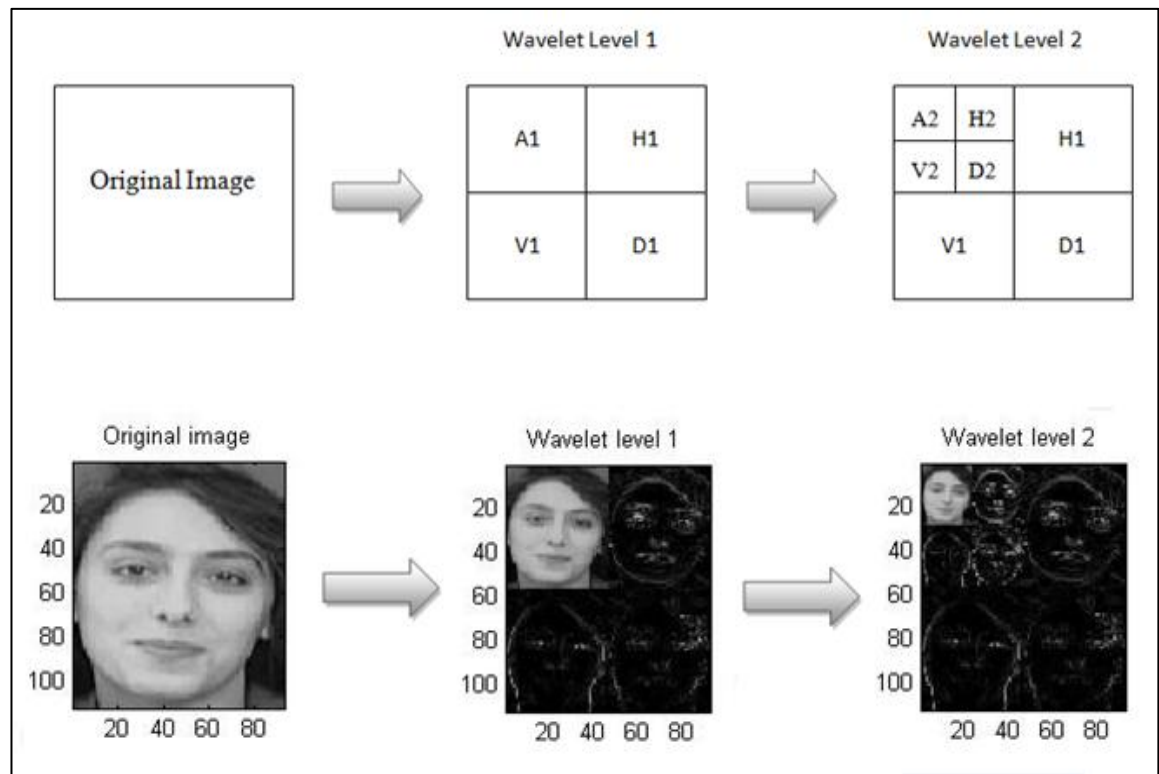 Wavelet Level 1
Wavelet Level 2
Original Image
A1 H1
V1 D1
A2 H2
V2 D2
H1
V1 D1
Original image
20
40
60
80
100
20 40 60 80
Wavelet level 1
20
40
60
80
100
20 40 60 80
Wavelet level 2
20
40
60
80
100
20 40 60 80